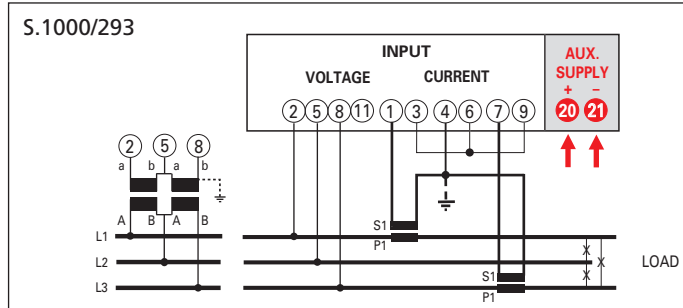 S.1000/293
INPUT
AUX.
SUPPLY
VOLTAGE CURRENT
+ –
2 5 8 11 1 3 4 6 7 9 20 21
2 5 8
a b a b
A B A B
S1
P1
L1
L2
L3
S1
P1
X
X X
LOAD